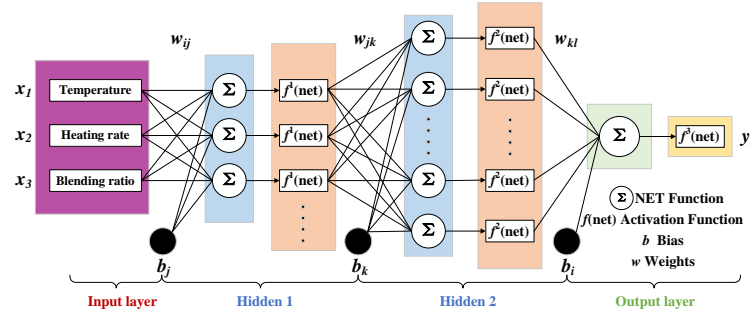 w_ij w_jk w_kl
x_1 Temperature Σ f^1(net) Σ f^2(net)
x_2 Heating rate Σ f^1(net) Σ f^2(net)
x_3 Blending ratio Σ f^1(net) Σ f^2(net)
Σ f^2(net)
Σ f^3(net) y
b_j b_k b_i
Σ NET Function
f(net) Activation Function
b Bias
w Weights
Input layer Hidden 1 Hidden 2 Output layer